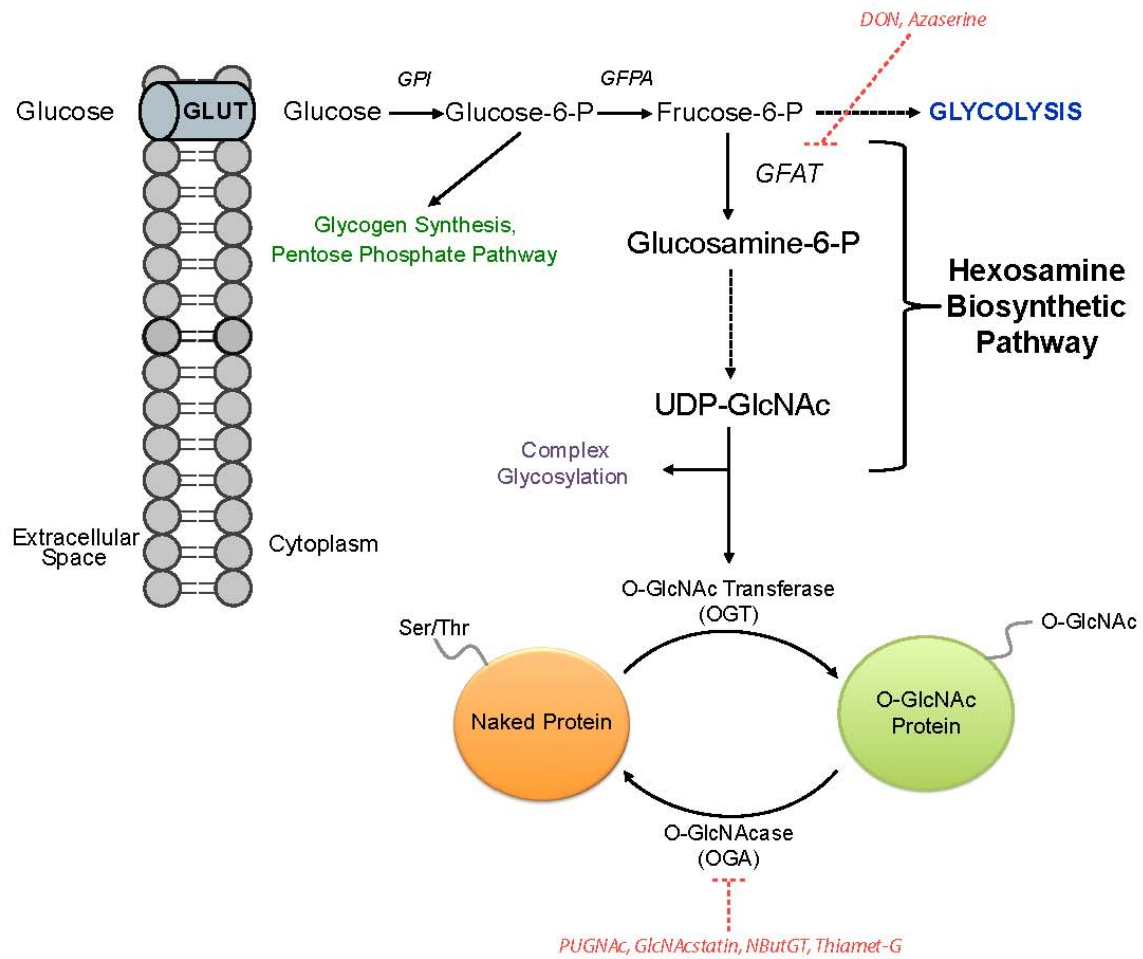 DON, Azaserine
GPI
GFPA
Glucose
GLUT
Glucose
Glucose-6-P
Frucose-6-P
GLYCOLYSIS
GFAT
Glycogen Synthesis,
Pentose Phosphate Pathway
Glucosamine-6-P
Hexosamine
Biosynthetic
Pathway
UDP-GlcNAc
Complex
Glycosylation
Extracellular
Space
Cytoplasm
O-GlcNAc Transferase
(OGT)
Ser/Thr
O-GlcNAc
Naked Protein
O-GlcNAc
Protein
O-GlcNAcase
(OGA)
PUGNAc, GlcNAcstatin, NButGT, Thiamet-G